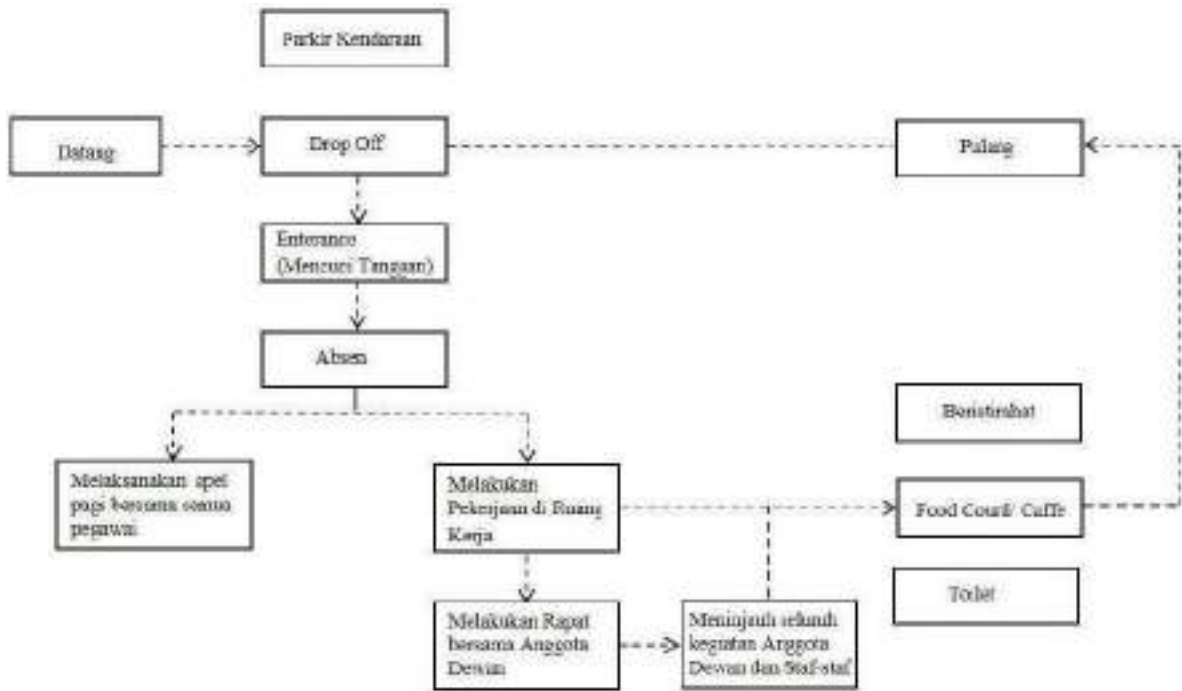 Parkir Kendaraan
Datang
Drop Off
Pulang
Enterance
(Mencuci Tangaan)
Absen
Beristirahat
Melaksanakan apel
pagi bersama semua
pegawai
Melakukan
Pekerjaan di Ruang
Kerja
Food Court/ Caffe
Toilet
Melakukan Rapat
bersama Anggota
Dewan
Meninjauh seluruh
kegiatan Anggota
Dewan dan Staf-staf